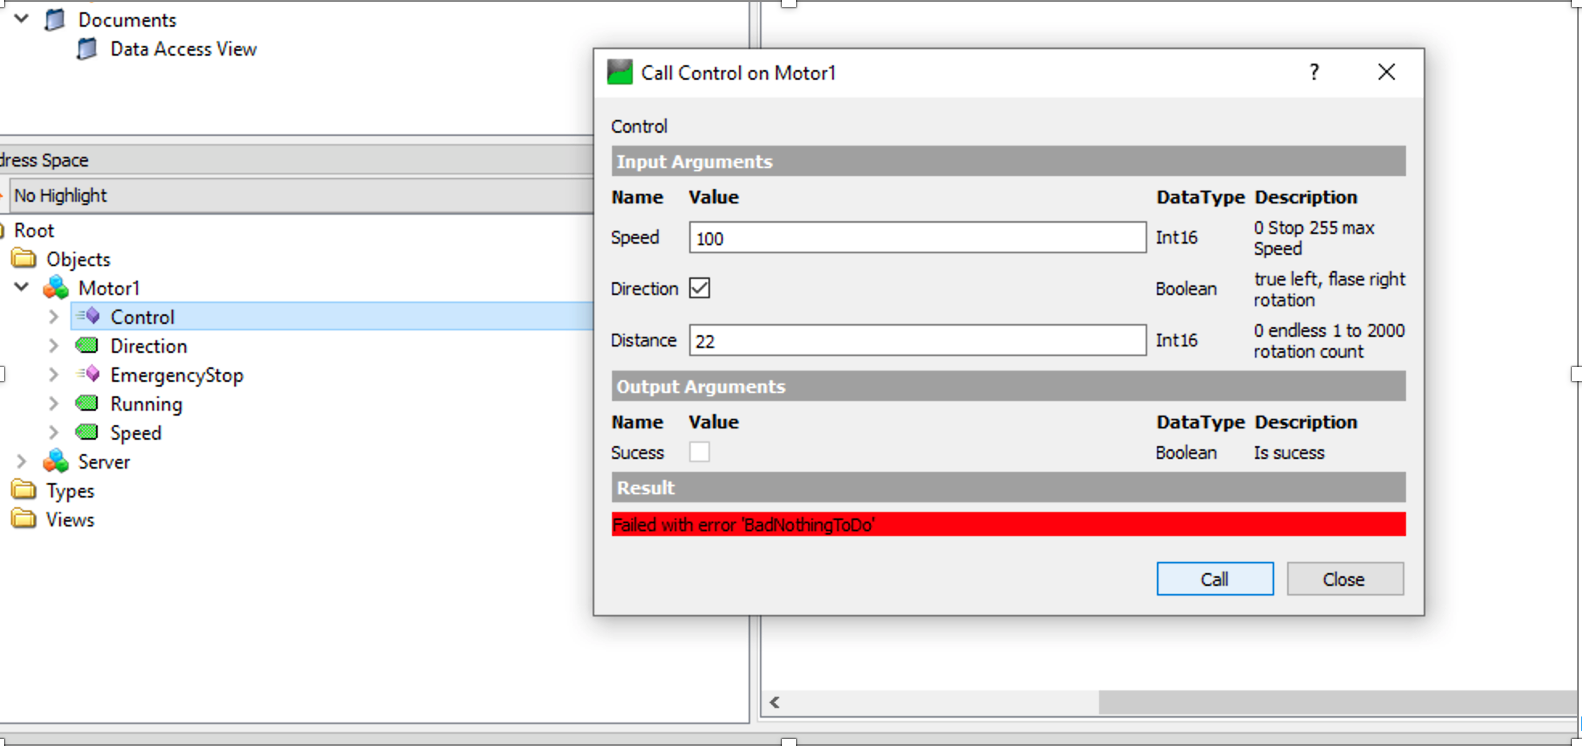 Documents
Data Access View
dress Space
No Highlight
Root
Objects
Motor1
Control
Direction
EmergencyStop
Running
Speed
Server
Types
Views
Call Control on Motor1 ?
Control
Input Arguments
Name Value DataType Description
Speed 100 Int16 0 Stop 255 max
Speed
Direction Boolean true left, flase right
rotation
Distance 22 Int16 0 endless 1 to 2000
rotation count
Output Arguments
Name Value DataType Description
Sucess Boolean Is sucess
Result
Failed with error 'BadNothingToDo'
Call Close